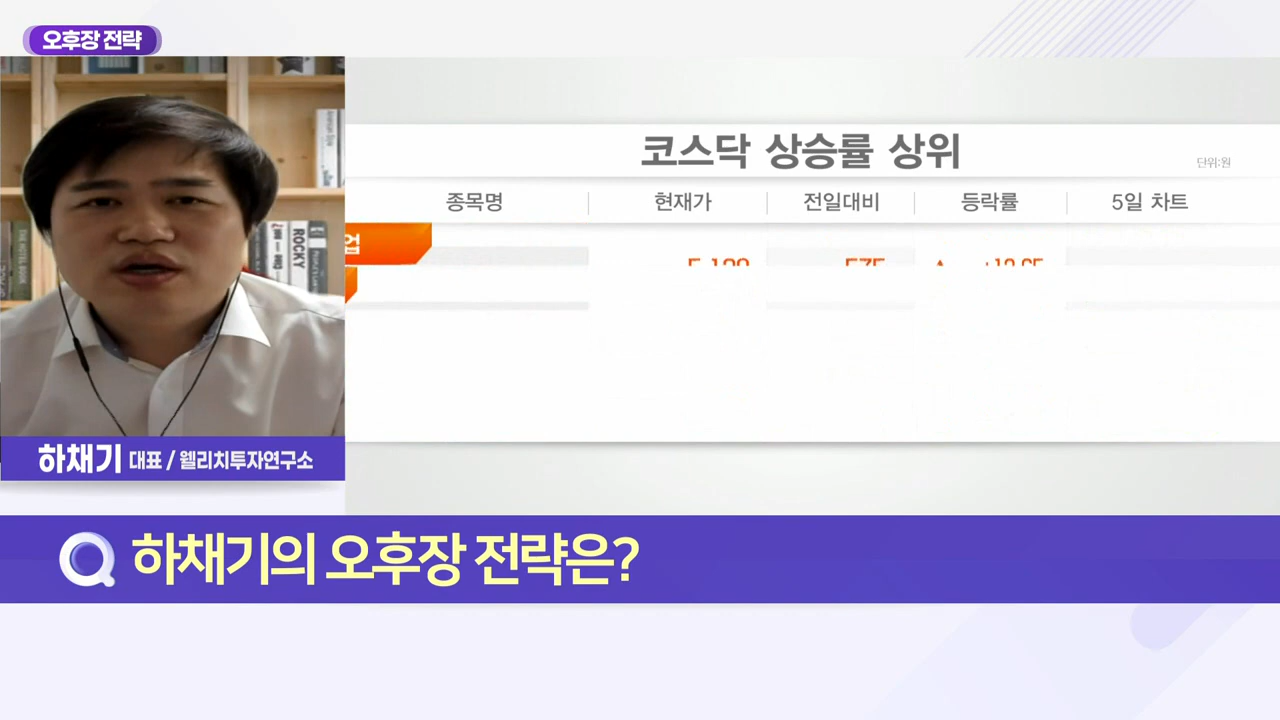 오후장 전략
코스닥 상승률 상위
단위:원
종목명 현재가 전일대비 등락률 5일 차트
업
ROCKY
하채기 대표 / 웰리치투자연구소
하채기의 오후장 전략은?